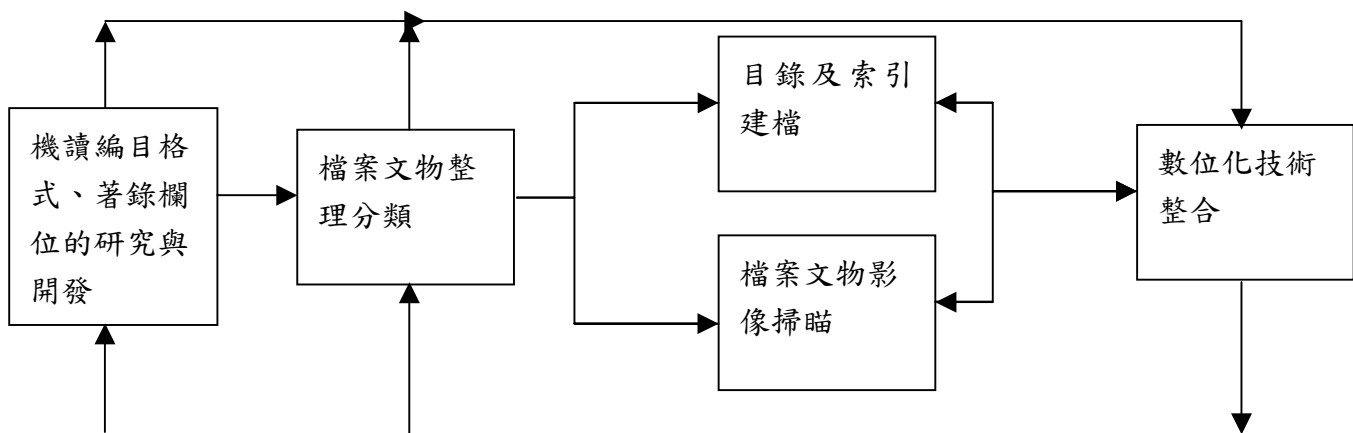 機讀編目格
式、著錄欄
位的研究與
開發
檔案文物整
理分類
目錄及索引
建檔
檔案文物影
像掃瞄
數位化技術
整合